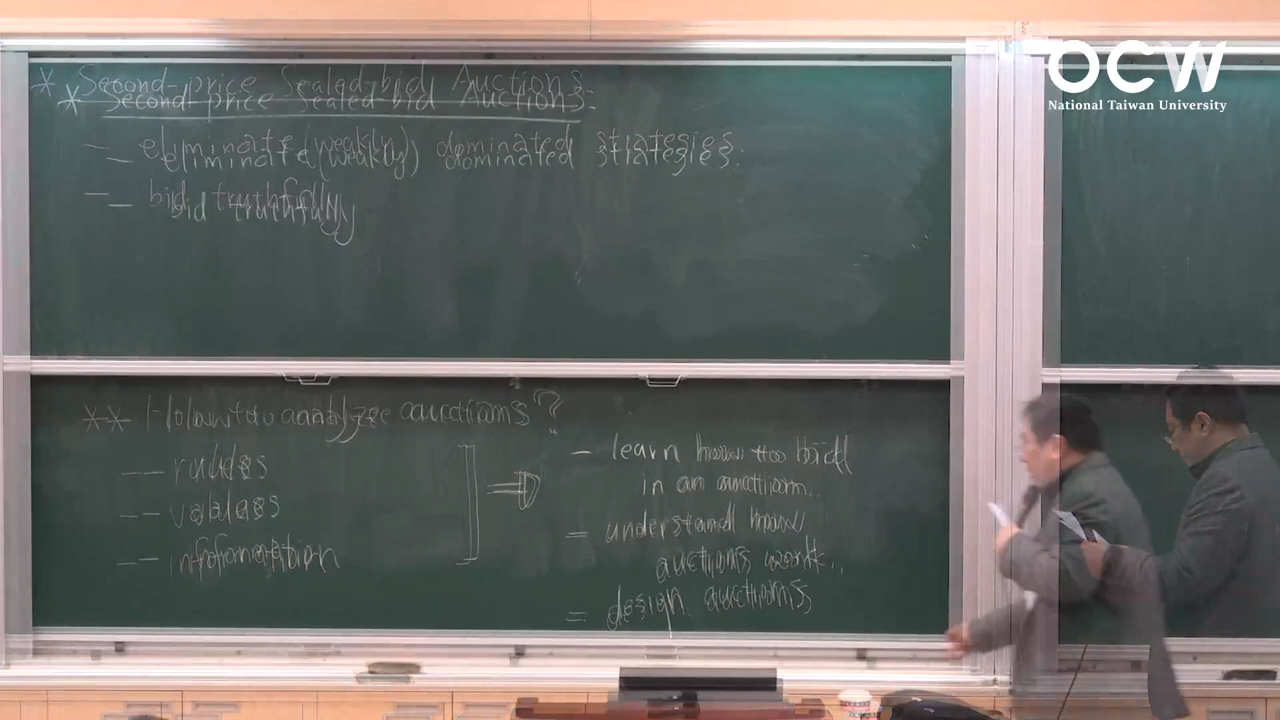 * Second-price Sealed-bid Auctions.
— eliminate (weakly) dominated strategies.
— bid truthfully
** How to analyze auctions?
— rules
— values
— information
— learn how to bid
in an auction.
— understand how
auctions work.
— design auctions
OCW
National Taiwan University